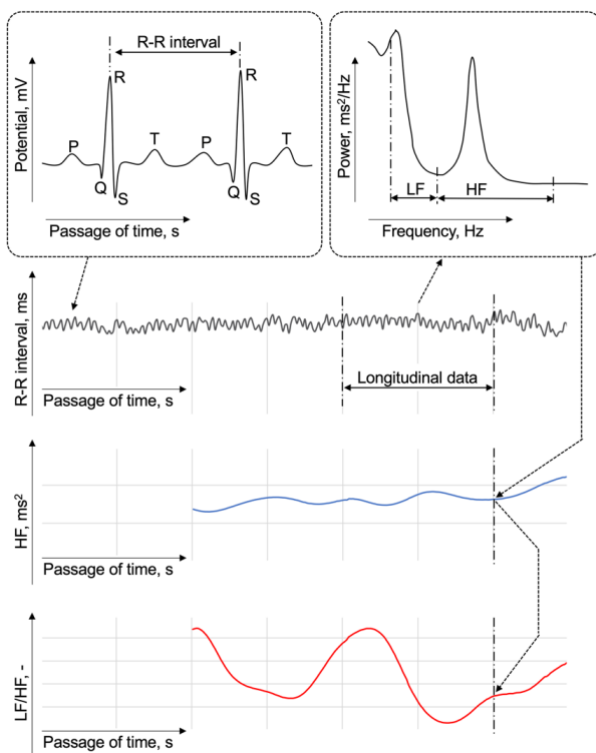 R-R interval
Potential, mV
R
R
P
T
P
T
Q
S
Q
S
Passage of time, s
Power, ms²/Hz
LF
HF
Frequency, Hz
R-R interval, ms
Longitudinal data
Passage of time, s
HF, ms²
Passage of time, s
LF/HF, -
Passage of time, s